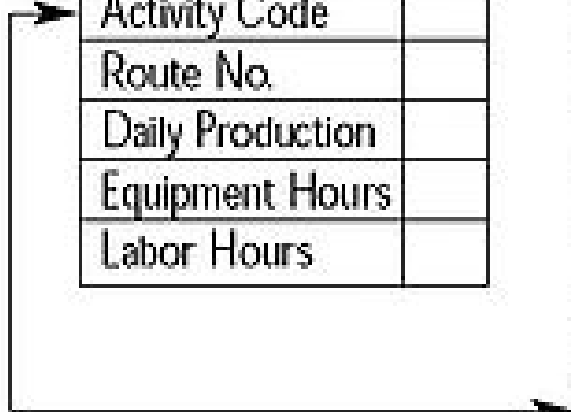 Activity Code
Route No.
Daily Production
Equipment Hours
Labor Hours